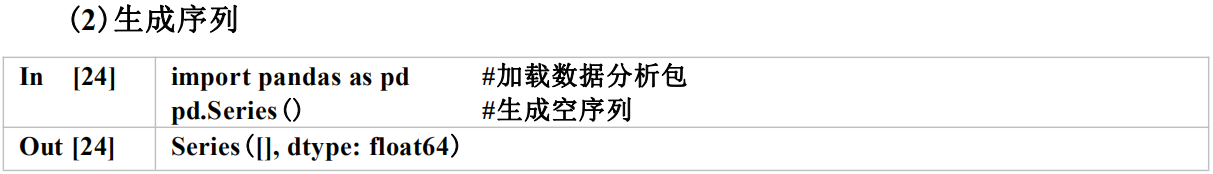 (2)生成序列
In [24] import pandas as pd #加载数据分析包
pd.Series() #生成空序列
Out [24] Series([], dtype: float64)